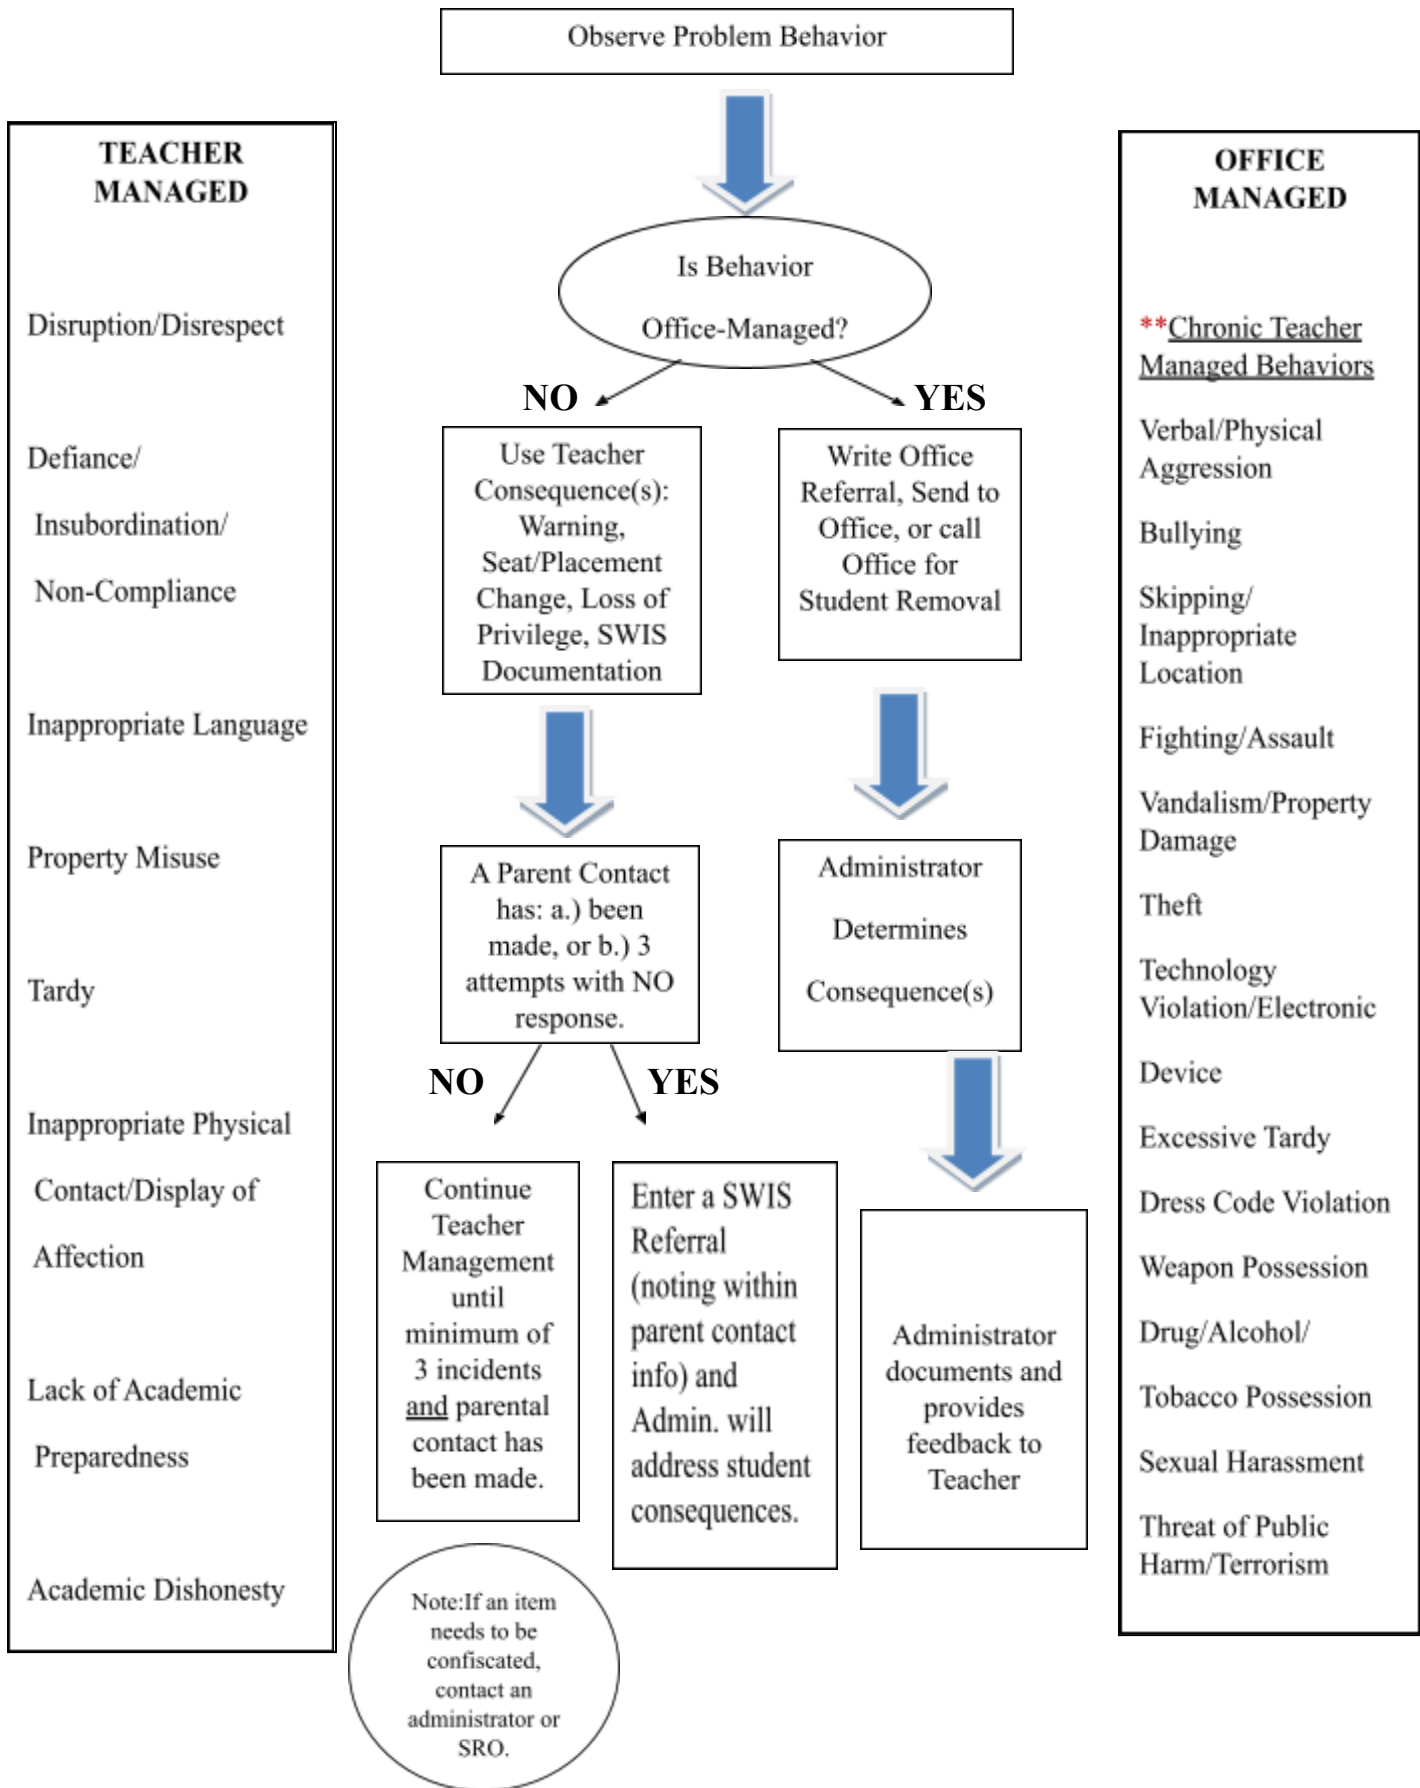 Observe Problem Behavior
TEACHER
MANAGED
Disruption/Disrespect
Defiance/
Insubordination/
Non-Compliance
Inappropriate Language
Property Misuse
Tardy
Inappropriate Physical
Contact/Display of
Affection
Lack of Academic
Preparedness
Academic Dishonesty
Is Behavior
Office-Managed?
NO
YES
Use Teacher
Consequence(s):
Warning,
Seat/Placement
Change, Loss of
Privilege, SWIS
Documentation
Write Office
Referral, Send to
Office, or call
Office for
Student Removal
A Parent Contact
has: a.) been
made, or b.) 3
attempts with NO
response.
Administrator
Determines
Consequence(s)
NO
YES
Continue
Teacher
Management
until
minimum of
3 incidents
and parental
contact has
been made.
Enter a SWIS
Referral
(noting within
parent contact
info) and
Admin. will
address student
consequences.
Administrator
documents and
provides
feedback to
Teacher
Note:If an item
needs to be
confiscated,
contact an
administrator or
SRO.
OFFICE
MANAGED
**Chronic Teacher
Managed Behaviors
Verbal/Physical
Aggression
Bullying
Skipping/
Inappropriate
Location
Fighting/Assault
Vandalism/Property
Damage
Theft
Technology
Violation/Electronic
Device
Excessive Tardy
Dress Code Violation
Weapon Possession
Drug/Alcohol/
Tobacco Possession
Sexual Harassment
Threat of Public
Harm/Terrorism